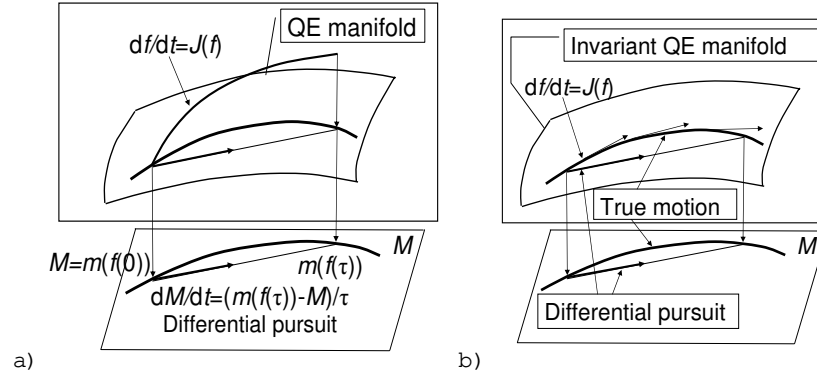 df/dt=J(f)
QE manifold
M=m(f(0))
M
m(f(τ))
dM/dt=(m(f(τ))-M)/τ
Differential pursuit
a)
Invariant QE manifold
df/dt=J(f)
True motion
M
Differential pursuit
b)